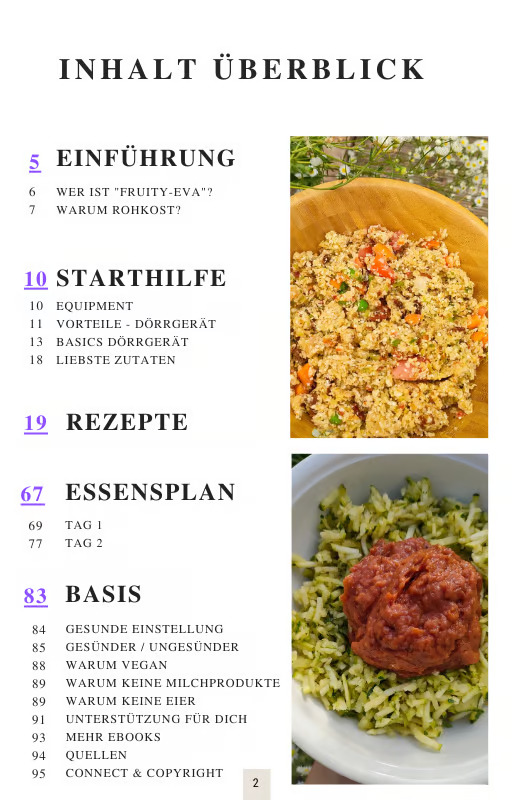 INHALT ÜBERBLICK
5 EINFÜHRUNG
6 WER IST "FRUITY-EVA"?
7 WARUM ROHKOST?
10 STARTHILFE
10 EQUIPMENT
11 VORTEILE - DÖRRGERÄT
13 BASICS DÖRRGERÄT
18 LIEBSTE ZUTATEN
19 REZEPTE
67 ESSENSPLAN
69 TAG 1
77 TAG 2
83 BASIS
84 GESUNDE EINSTELLUNG
85 GESÜNDER / UNGESÜNDER
88 WARUM VEGAN
89 WARUM KEINE MILCHPRODUKTE
89 WARUM KEINE EIER
91 UNTERSTÜTZUNG FÜR DICH
93 MEHR EBOOKS
94 QUELLEN
95 CONNECT & COPYRIGHT
2